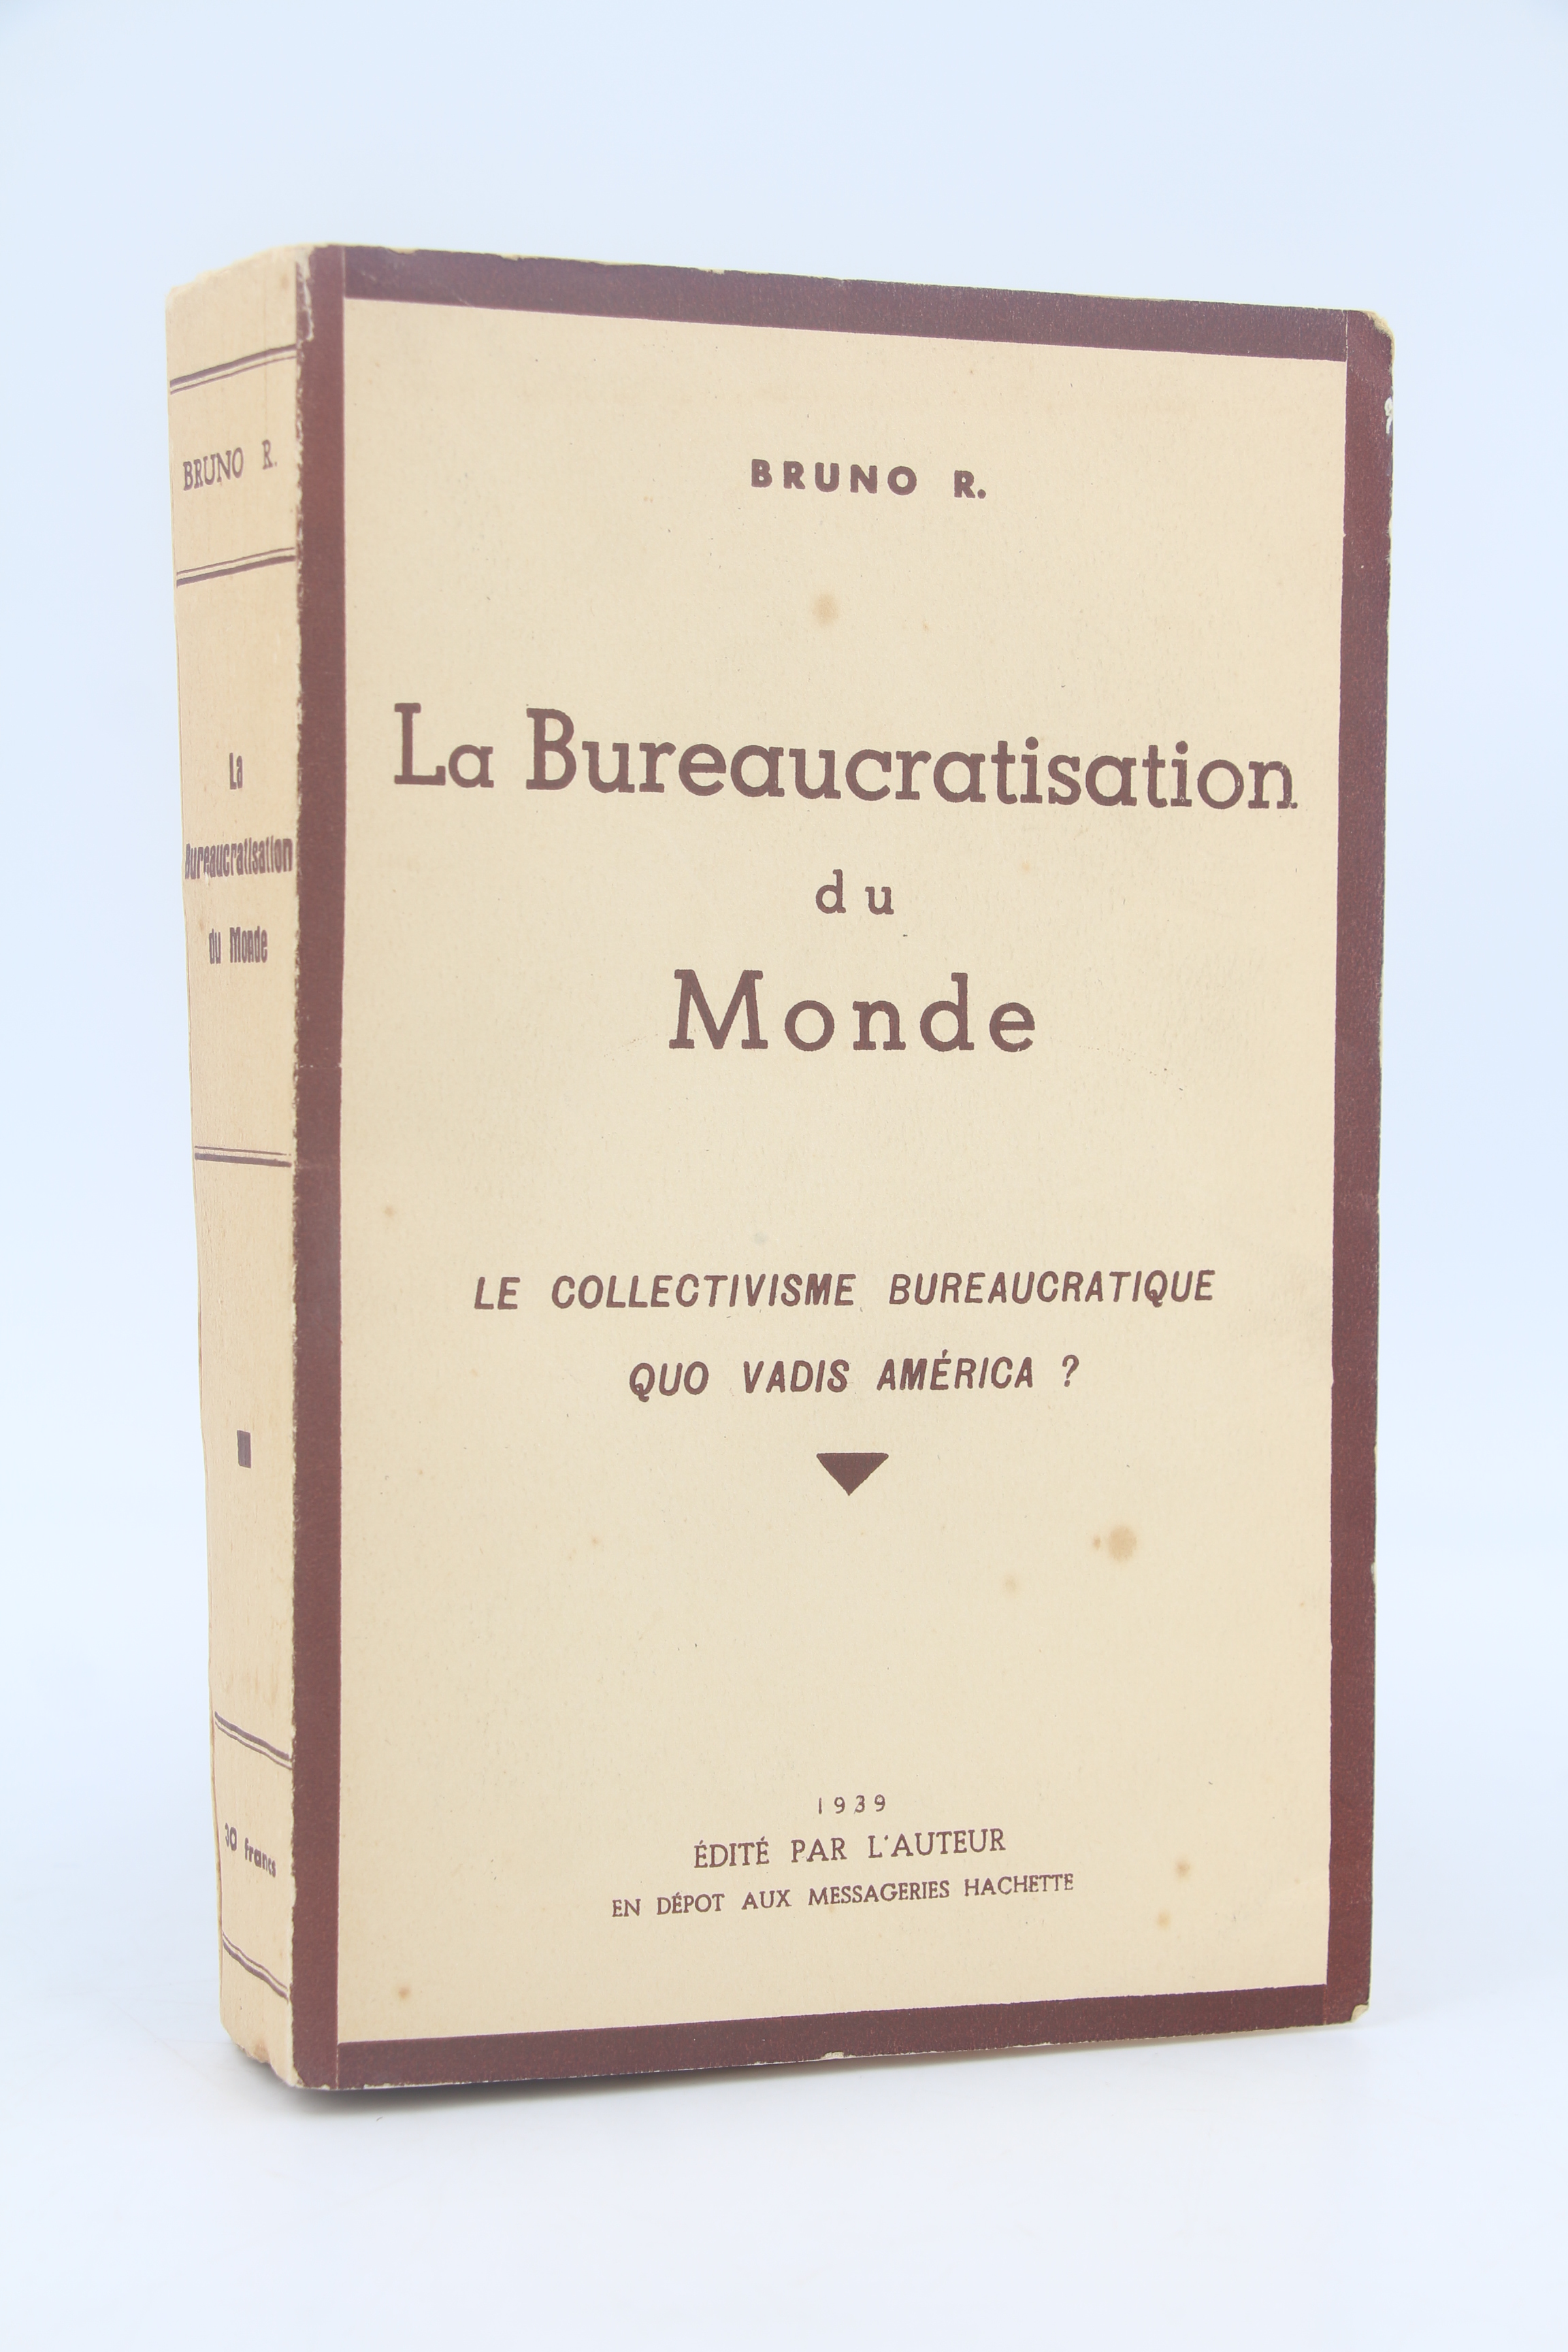 BRUNO R.
La
Bureaucratisation
du Monde
30 francs
BRUNO R.
La Bureaucratisation
du
Monde
LE COLLECTIVISME BUREAUCRATIQUE
QUO VADIS AMÉRICA ?
1939
ÉDITÉ PAR L'AUTEUR
EN DÉPOT AUX MESSAGERIES HACHETTE